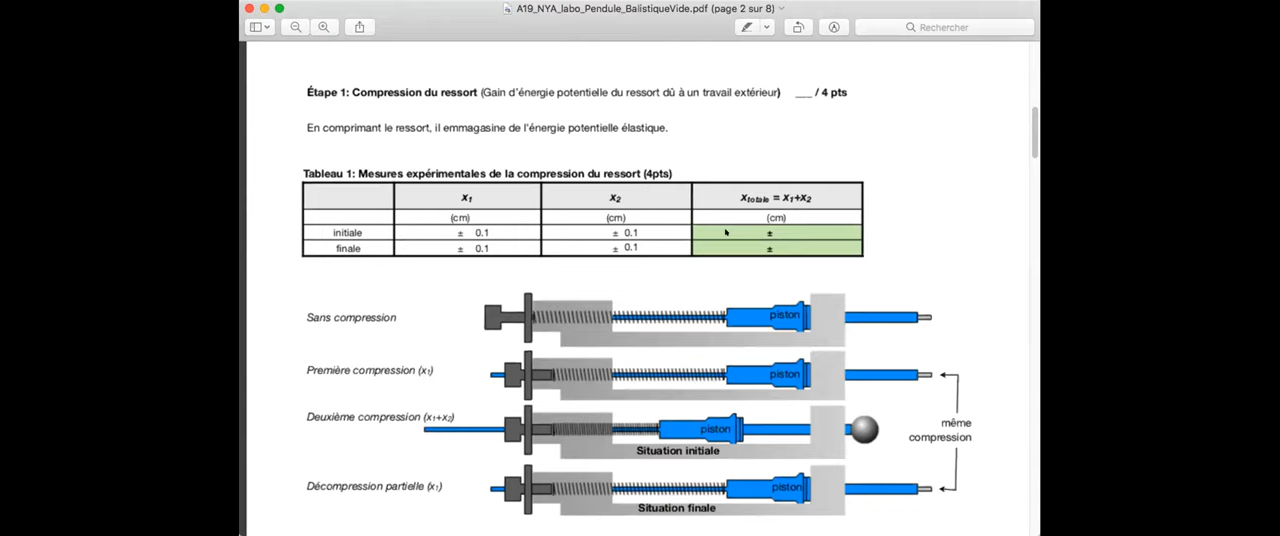 A19_NYA_labo_Pendule_BalistiqueVide.pdf (page 2 sur 8)
Rechercher
Étape 1: Compression du ressort (Gain d'énergie potentielle du ressort dû à un travail extérieur) ___ / 4 pts
En comprimant le ressort, il emmagasine de l'énergie potentielle élastique.
Tableau 1: Mesures expérimentales de la compression du ressort (4pts)
x1 x2 xtotale = x1+x2
(cm) (cm) (cm)
initiale ± 0.1 ± 0.1 ±
finale ± 0.1 ± 0.1 ±
Sans compression piston
Première compression (x1) piston
Deuxième compression (x1+x2) piston
même
compression
Situation initiale
Décompression partielle (x1) piston
Situation finale